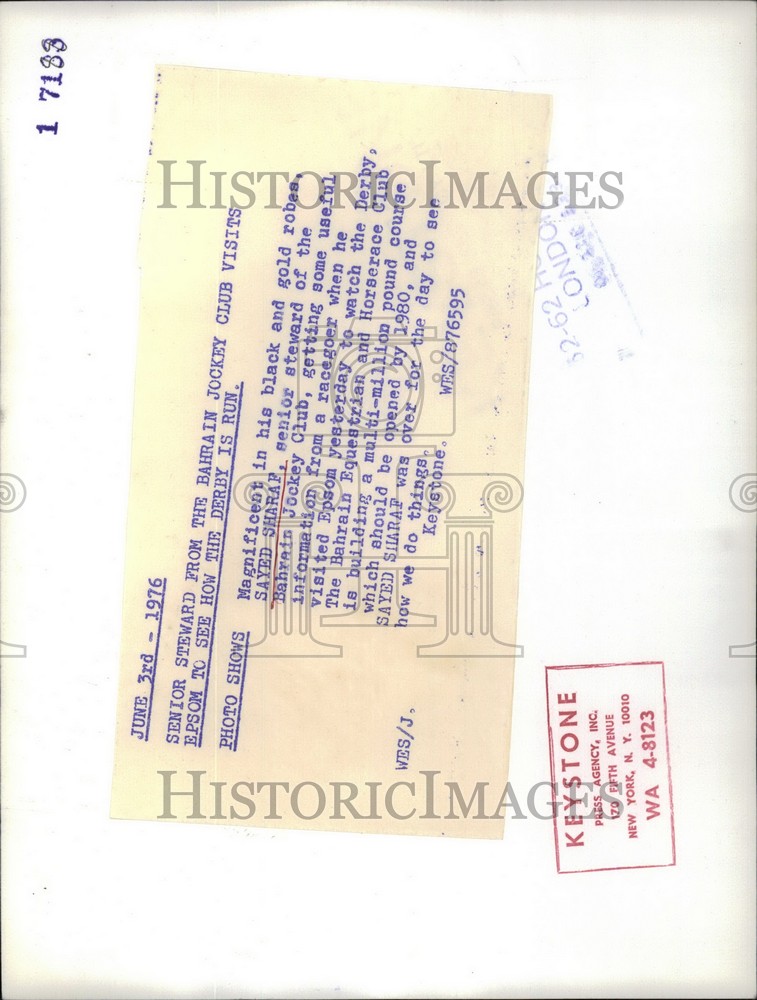 1 7188
JUNE 3rd - 1976
SENIOR STEWARD FROM THE BAHRAIN JOCKEY CLUB VISITS
EPSOM TO SEE HOW THE DERBY IS RUN.
PHOTO SHOWS Magnificent in his black and gold robes,
SAYED SHARAF, senior steward of the
Bahrain Jockey Club, getting some useful
information from a racegoer when he
visited Epsom yesterday to watch the Derby,
The Bahrain Equestrian and Horserace Club
is building a multi-million pound course
which should be opened by 1980, and
SAYED SHARAF was over for the day to see
how we do things.
Keystone. WES/876595
WES/J.
52-62
LONDON
KEYSTONE
PRESS AGENCY, INC.
170 FIFTH AVENUE
NEW YORK, N. Y. 10010
WA 4-8123
HISTORICIMAGES
HISTORICIMAGES